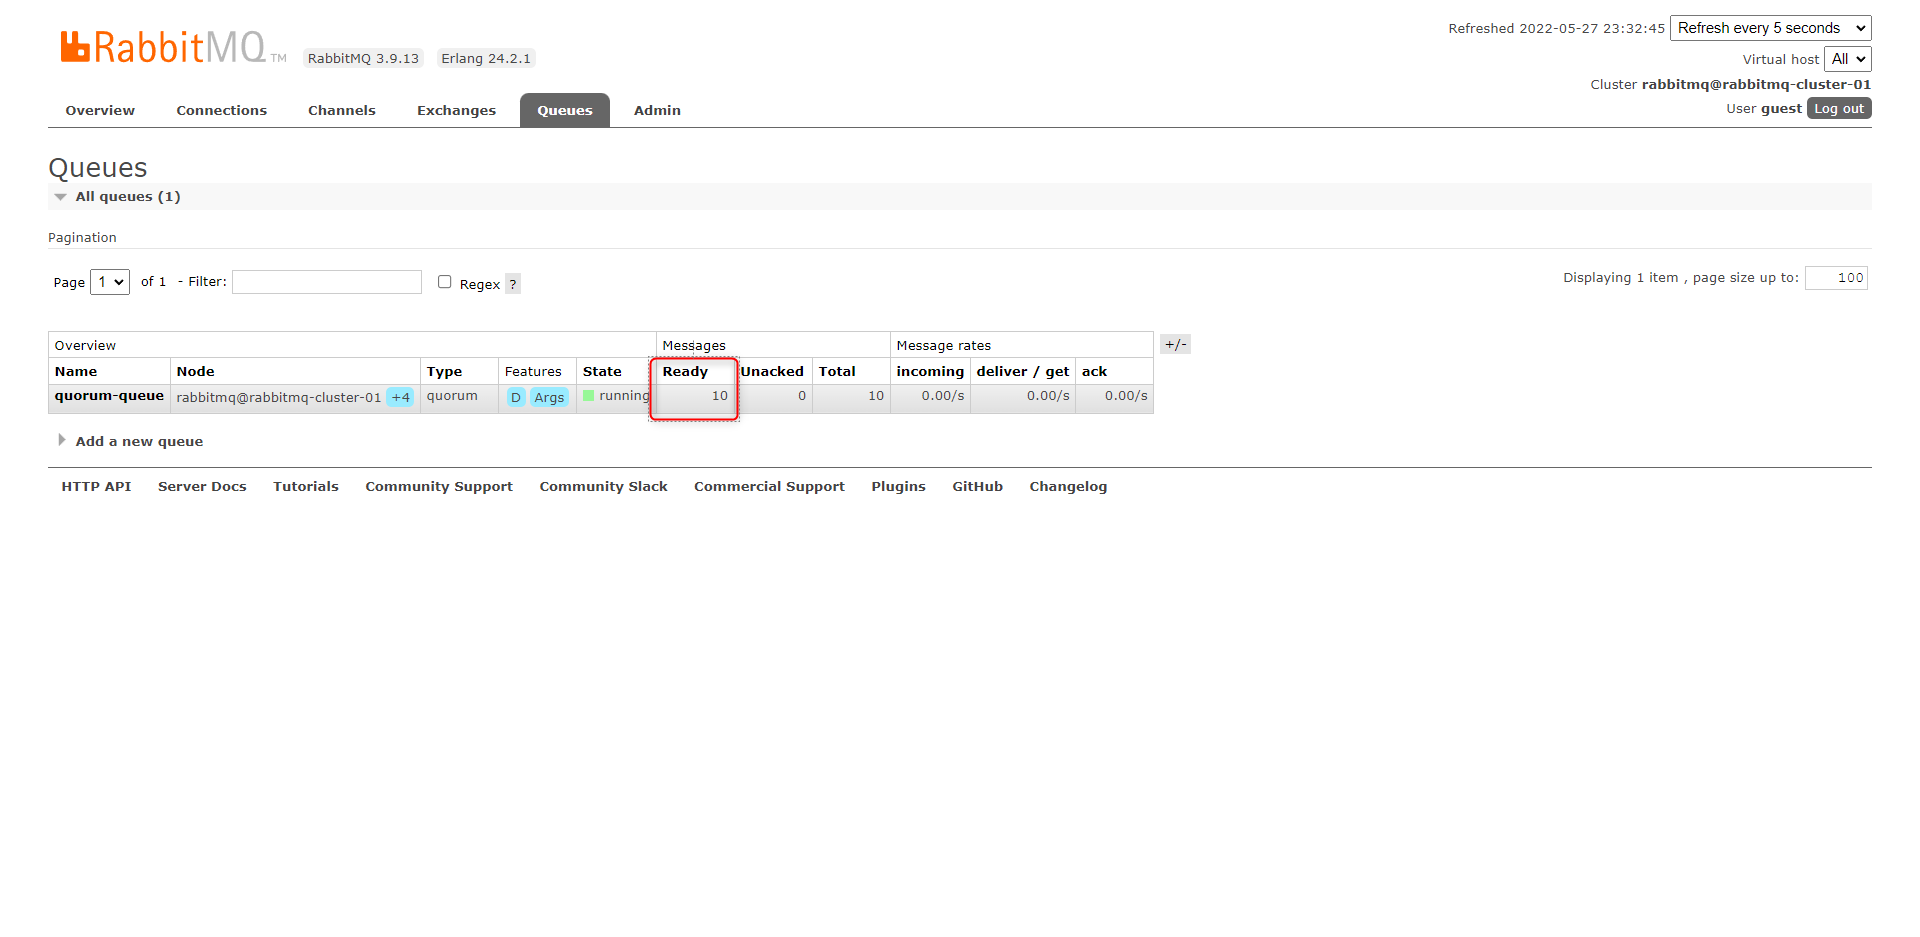 RabbitMQ TM RabbitMQ 3.9.13 Erlang 24.2.1
Refreshed 2022-05-27 23:32:45 Refresh every 5 seconds
Virtual host All
Cluster rabbitmq@rabbitmq-cluster-01
User guest Log out
Overview Connections Channels Exchanges Queues Admin
Queues
All queues (1)
Pagination
Page 1 of 1 - Filter: Regex ?
Displaying 1 item , page size up to: 100
Overview Messages Message rates +/-
Name Node Type Features State Ready Unacked Total incoming deliver / get ack
quorum-queue rabbitmq@rabbitmq-cluster-01 +4 quorum D Args running 10 0 10 0.00/s 0.00/s 0.00/s
Add a new queue
HTTP API Server Docs Tutorials Community Support Community Slack Commercial Support Plugins GitHub Changelog